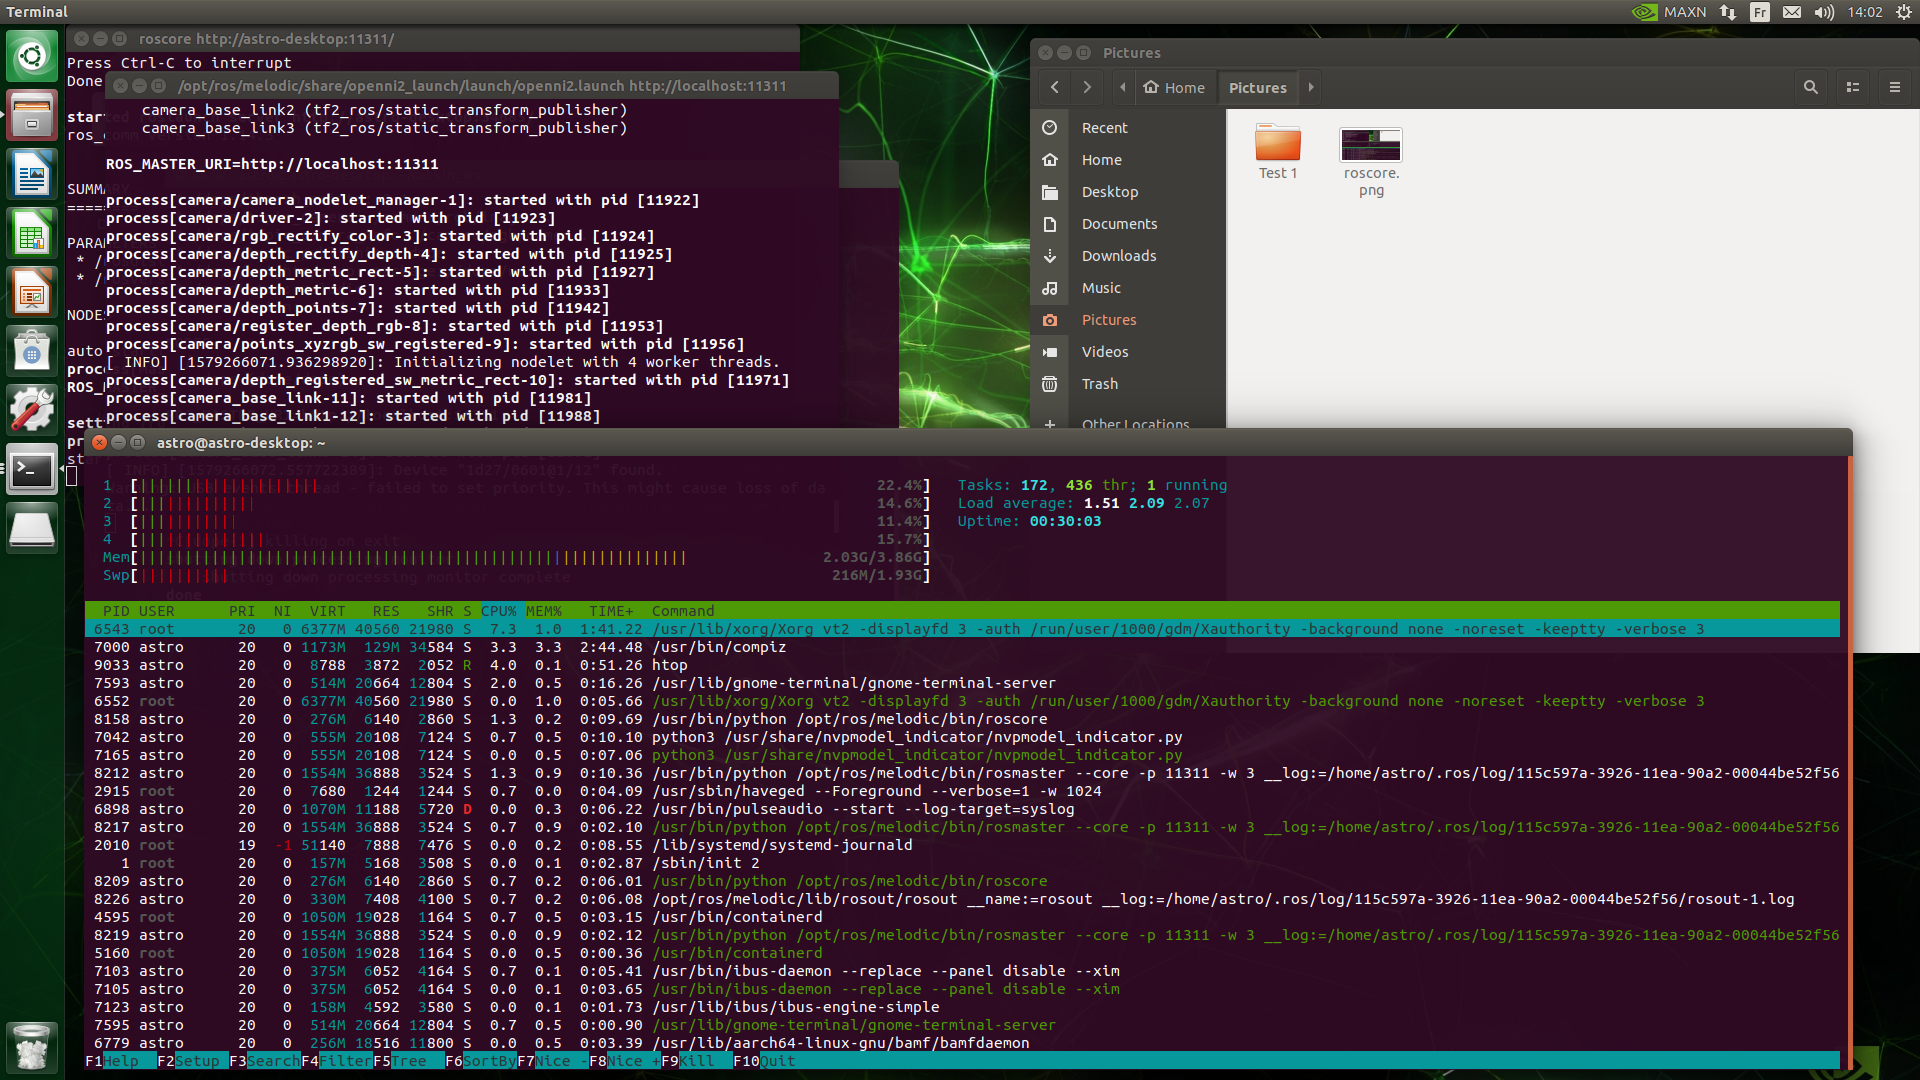 Terminal
MAXN Fr 14:02
roscore http://astro-desktop:11311/
Press Ctrl-C to interrupt
Done
/opt/ros/melodic/share/openni2_launch/launch/openni2.launch http://localhost:11311
camera_base_link2 (tf2_ros/static_transform_publisher)
camera_base_link3 (tf2_ros/static_transform_publisher)
ROS_MASTER_URI=http://localhost:11311
SUMMARY
process[camera/camera_nodelet_manager-1]: started with pid [11922]
process[camera/driver-2]: started with pid [11923]
process[camera/rgb_rectify_color-3]: started with pid [11924]
process[camera/depth_rectify_depth-4]: started with pid [11925]
process[camera/depth_metric_rect-5]: started with pid [11927]
process[camera/depth_metric-6]: started with pid [11933]
process[camera/depth_points-7]: started with pid [11942]
process[camera/register_depth_rgb-8]: started with pid [11953]
process[camera/points_xyzrgb_sw_registered-9]: started with pid [11956]
[ INFO] [1579266071.936298920]: Initializing nodelet with 4 worker threads.
process[camera/depth_registered_sw_metric_rect-10]: started with pid [11971]
process[camera_base_link-11]: started with pid [11981]
process[camera_base_link1-12]: started with pid [11988]
Pictures
Home Pictures
Recent
Home
Desktop
Documents
Downloads
Music
Pictures
Videos
Trash
Other Locations
Test 1
roscore.
png
astro@astro-desktop: ~
[ INFO] [1579266072.557722389]: Device "1d27/0601@1/12" found.
failed to set priority. This might cause loss of da
killing on exit
down processing monitor complete
done
1 [ 22.4%] Tasks: 172, 436 thr; 1 running
2 [ 14.6%] Load average: 1.51 2.09 2.07
3 [ 11.4%] Uptime: 00:30:03
4 [ 15.7%]
Mem[ 2.03G/3.86G]
Swp[ 216M/1.93G]
PID USER PRI NI VIRT RES SHR S CPU% MEM% TIME+ Command
6543 root 20 0 6377M 40560 21980 S 7.3 1.0 1:41.22 /usr/lib/xorg/Xorg vt2 -displayfd 3 -auth /run/user/1000/gdm/Xauthority -background none -noreset -keeptty -verbose 3
7000 astro 20 0 1173M 129M 34584 S 3.3 3.3 2:44.48 /usr/bin/compiz
9033 astro 20 0 8788 3872 2052 R 4.0 0.1 0:51.26 htop
7593 astro 20 0 514M 20664 12804 S 2.0 0.5 0:16.26 /usr/lib/gnome-terminal/gnome-terminal-server
6552 root 20 0 6377M 40560 21980 S 0.0 1.0 0:05.66 /usr/lib/xorg/Xorg vt2 -displayfd 3 -auth /run/user/1000/gdm/Xauthority -background none -noreset -keeptty -verbose 3
8158 astro 20 0 276M 6140 2860 S 1.3 0.2 0:09.69 /usr/bin/python /opt/ros/melodic/bin/roscore
7042 astro 20 0 555M 20108 7124 S 0.7 0.5 0:10.10 python3 /usr/share/nvpmodel_indicator/nvpmodel_indicator.py
7165 astro 20 0 555M 20108 7124 S 0.0 0.5 0:07.06 python3 /usr/share/nvpmodel_indicator/nvpmodel_indicator.py
8212 astro 20 0 1554M 36888 3524 S 1.3 0.9 0:10.36 /usr/bin/python /opt/ros/melodic/bin/rosmaster --core -p 11311 -w 3 __log:=/home/astro/.ros/log/115c597a-3926-11ea-90a2-00044be52f56
2915 root 20 0 7680 1244 1244 S 0.7 0.0 0:04.09 /usr/sbin/haveged --Foreground --verbose=1 -w 1024
6898 astro 20 0 1070M 11188 5720 D 0.0 0.3 0:06.22 /usr/bin/pulseaudio --start --log-target=syslog
8217 astro 20 0 1554M 36888 3524 S 0.7 0.9 0:02.10 /usr/bin/python /opt/ros/melodic/bin/rosmaster --core -p 11311 -w 3 __log:=/home/astro/.ros/log/115c597a-3926-11ea-90a2-00044be52f56
2010 root 19 -1 51140 7888 7476 S 0.0 0.2 0:08.55 /lib/systemd/systemd-journald
1 root 20 0 157M 5168 3508 S 0.0 0.1 0:02.87 /sbin/init 2
8209 astro 20 0 276M 6140 2860 S 0.7 0.2 0:06.01 /usr/bin/python /opt/ros/melodic/bin/roscore
8226 astro 20 0 330M 7408 4100 S 0.7 0.2 0:06.08 /opt/ros/melodic/lib/rosout/rosout __name:=rosout __log:=/home/astro/.ros/log/115c597a-3926-11ea-90a2-00044be52f56/rosout-1.log
4595 root 20 0 1050M 19028 1164 S 0.7 0.5 0:03.15 /usr/bin/containerd
8219 astro 20 0 1554M 36888 3524 S 0.0 0.9 0:02.12 /usr/bin/python /opt/ros/melodic/bin/rosmaster --core -p 11311 -w 3 __log:=/home/astro/.ros/log/115c597a-3926-11ea-90a2-00044be52f56
5160 root 20 0 1050M 19028 1164 S 0.0 0.5 0:00.36 /usr/bin/containerd
7103 astro 20 0 375M 6052 4164 S 0.7 0.1 0:05.41 /usr/bin/ibus-daemon --replace --panel disable --xim
7105 astro 20 0 375M 6052 4164 S 0.0 0.1 0:03.65 /usr/bin/ibus-daemon --replace --panel disable --xim
7123 astro 20 0 158M 4592 3580 S 0.0 0.1 0:01.73 /usr/lib/ibus/ibus-engine-simple
7595 astro 20 0 514M 20664 12804 S 0.7 0.5 0:00.90 /usr/lib/gnome-terminal/gnome-terminal-server
6779 astro 20 0 256M 18516 11800 S 0.0 0.5 0:03.39 /usr/lib/aarch64-linux-gnu/bamf/bamfdaemon
F1Help F2Setup F3SearchF4FilterF5Tree F6SortByF7Nice -F8Nice +F9Kill F10Quit